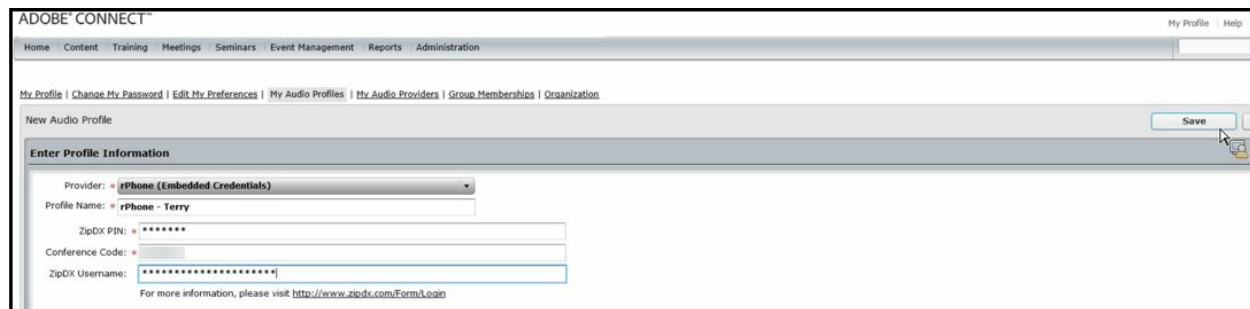 ADOBE® CONNECT™
My Profile | Help
Home Content Training Meetings Seminars Event Management Reports Administration
My Profile | Change My Password | Edit My Preferences | My Audio Profiles | My Audio Providers | Group Memberships | Organization
New Audio Profile
Save
Enter Profile Information
Provider: * rPhone (Embedded Credentials)
Profile Name: * rPhone - Terry
ZipDX PIN: * *******
Conference Code: *
ZipDX Username: *********************
For more information, please visit http://www.zipdx.com/Form/Login